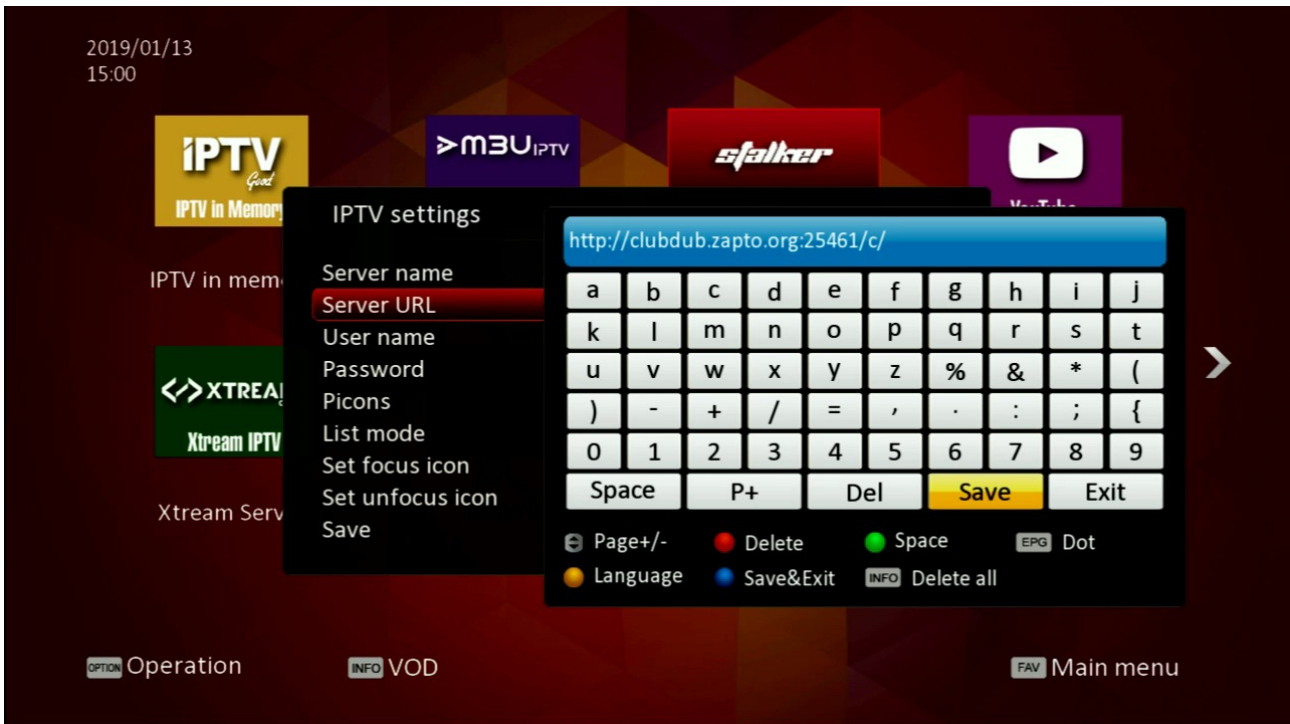 2019/01/13
15:00
IPTV
Good
IPTV in Memory
>M3U IPTV
stalker
IPTV in mem
XTREA
Xtream IPTV
Xtream Serv
IPTV settings
Server name
Server URL
User name
Password
Picons
List mode
Set focus icon
Set unfocus icon
Save
http://clubdub.zapto.org:25461/c/
a b c d e f g h i j
k l m n o p q r s t
u v w x y z % & * (
) - + / = , . : ; {
0 1 2 3 4 5 6 7 8 9
Space P+ Del Save Exit
Page+/- Delete Space EPG Dot
Language Save&Exit INFO Delete all
OPTION Operation INFO VOD FAV Main menu